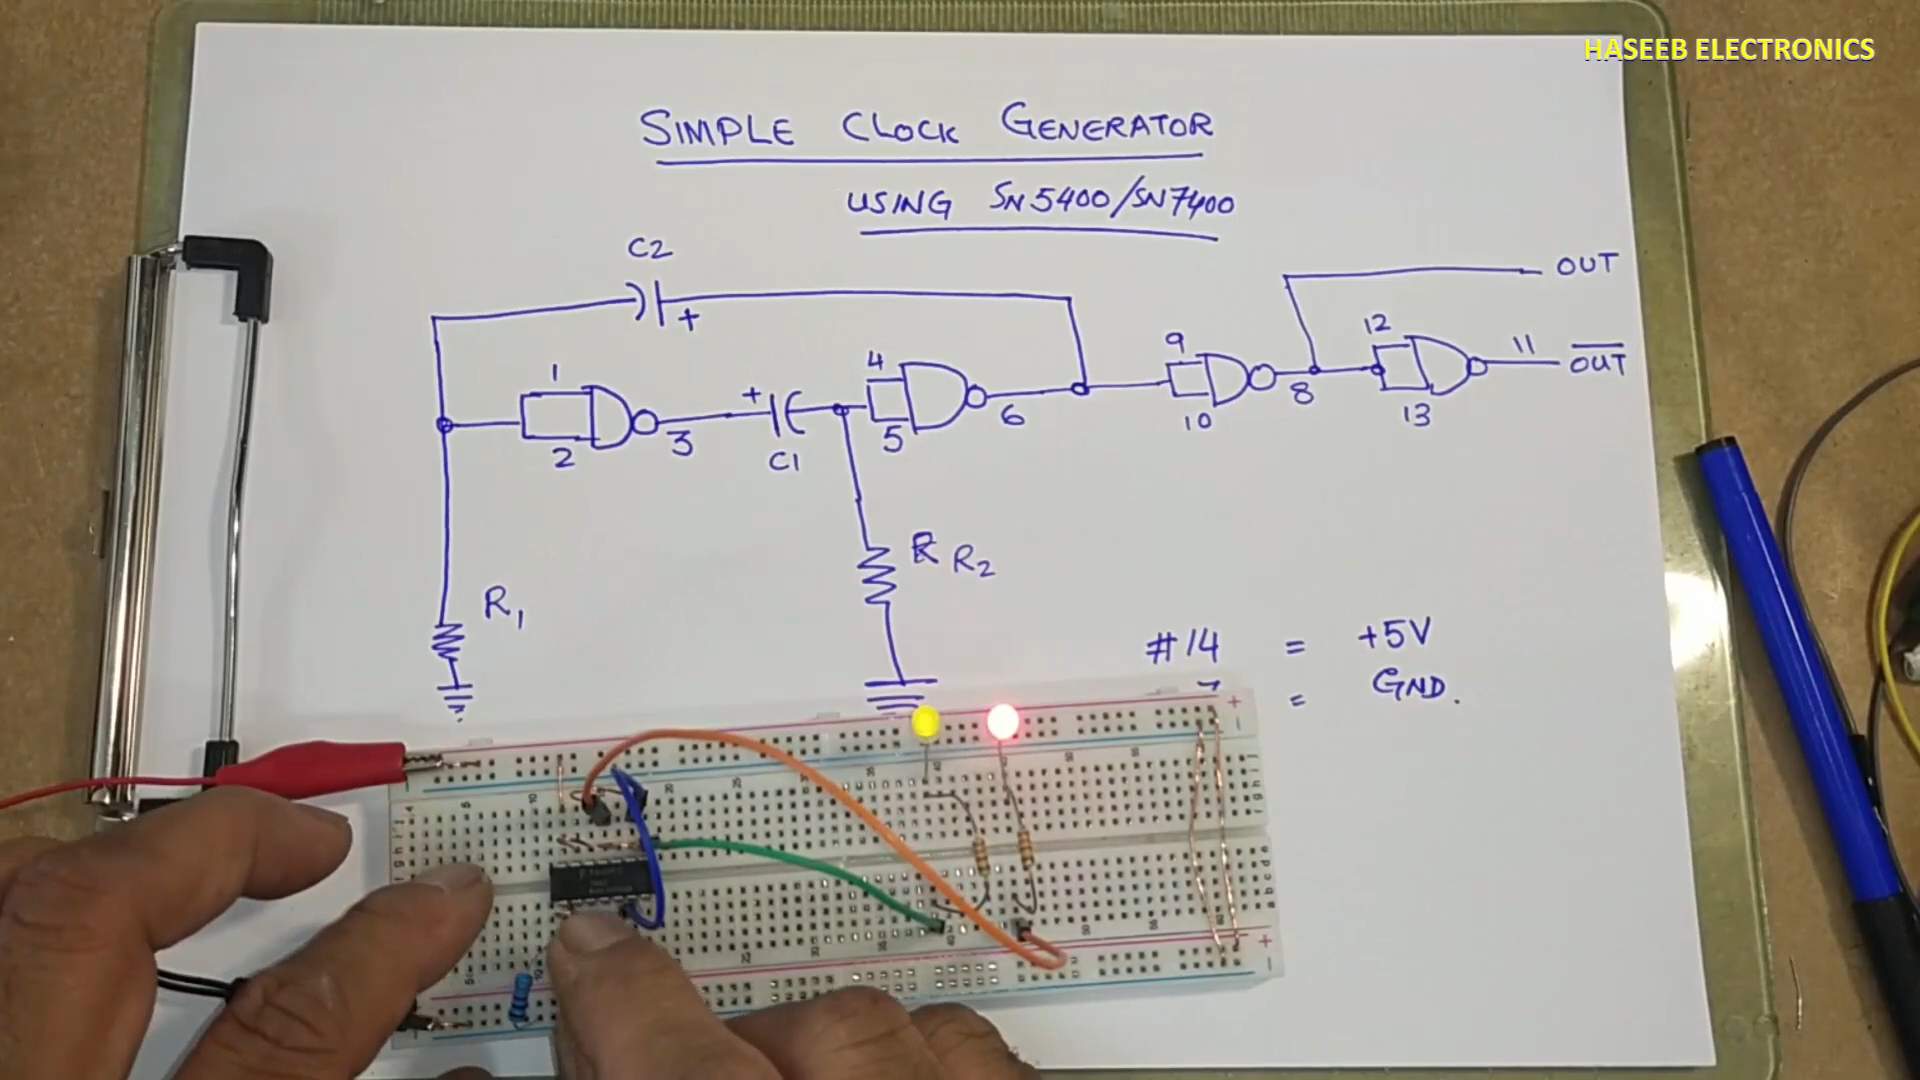 HASEEB ELECTRONICS
SIMPLE CLOCK GENERATOR
USING SN5400/SN7400
C2
+
OUT
1
2
3
+
C1
4
5
6
9
10
8
12
13
11
OUT
R1
R R2
#14 = +5V
= GND.